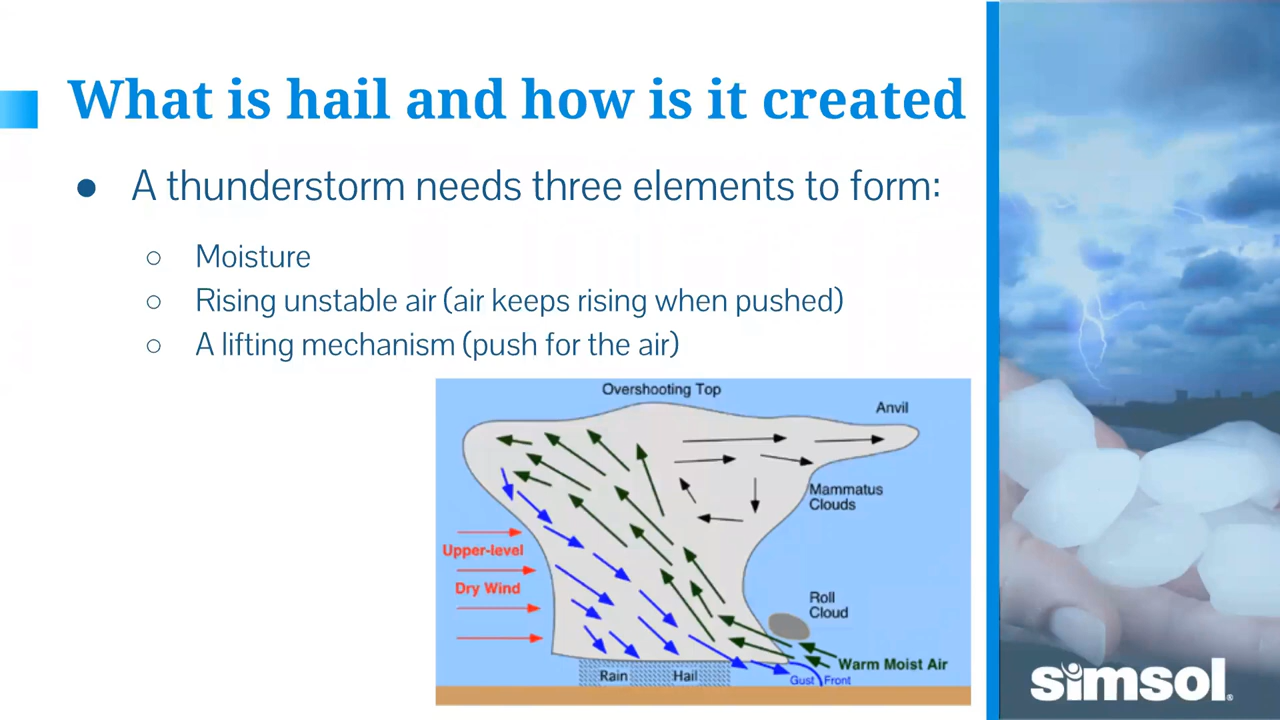 What is hail and how is it created
● A thunderstorm needs three elements to form:
○ Moisture
○ Rising unstable air (air keeps rising when pushed)
○ A lifting mechanism (push for the air)
Overshooting Top
Anvil
Mammatus
Clouds
Upper-level
Dry Wind
Roll
Cloud
Warm Moist Air
Rain Hail
Gust Front
simsol®